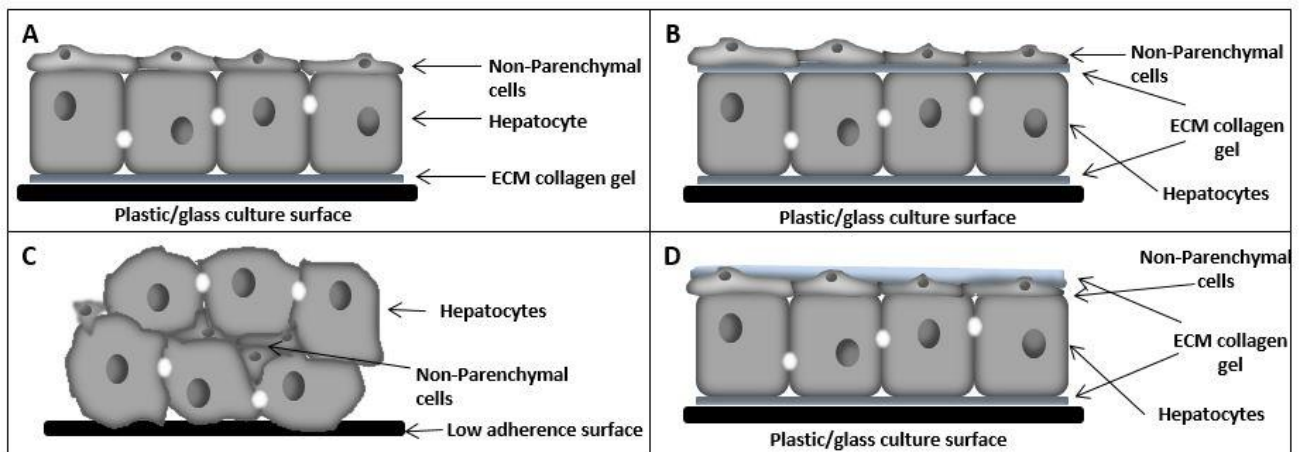 A
Non-Parenchymal
cells
Hepatocyte
ECM collagen gel
Plastic/glass culture surface
B
Non-Parenchymal
cells
ECM collagen
gel
Hepatocytes
Plastic/glass culture surface
C
Hepatocytes
Non-Parenchymal
cells
Low adherence surface
D
Non-Parenchymal
cells
ECM collagen
gel
Hepatocytes
Plastic/glass culture surface